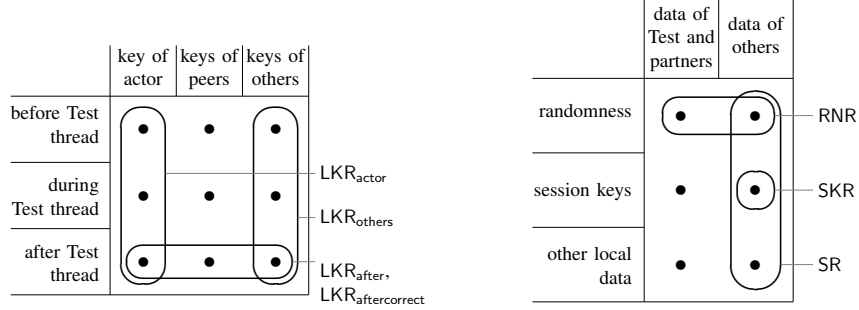 key of
actor
keys of
peers
keys of
others
before Test
thread
during
Test thread
after Test
thread
LKRactor
LKRothers
LKRafter,
LKRaftercorrect
data of
Test and
partners
data of
others
randomness
session keys
other local
data
RNR
SKR
SR